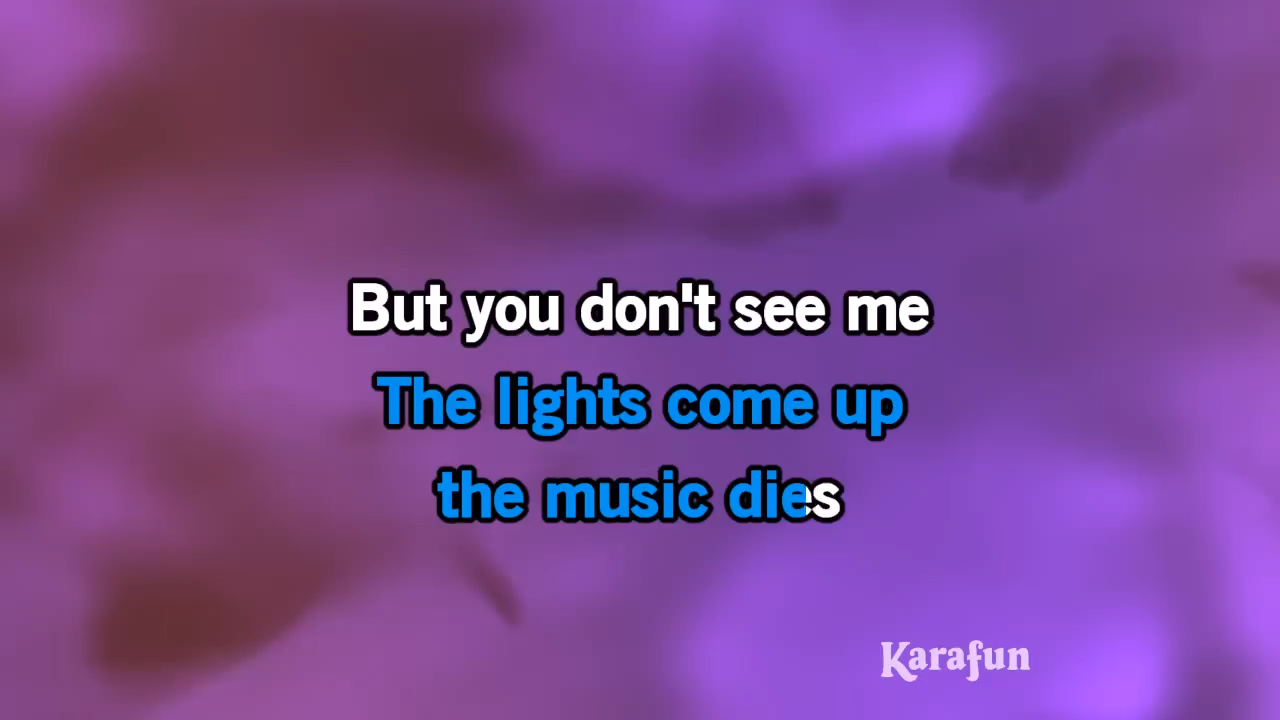 But you don't see me
The lights come up
the music dies
Karafun